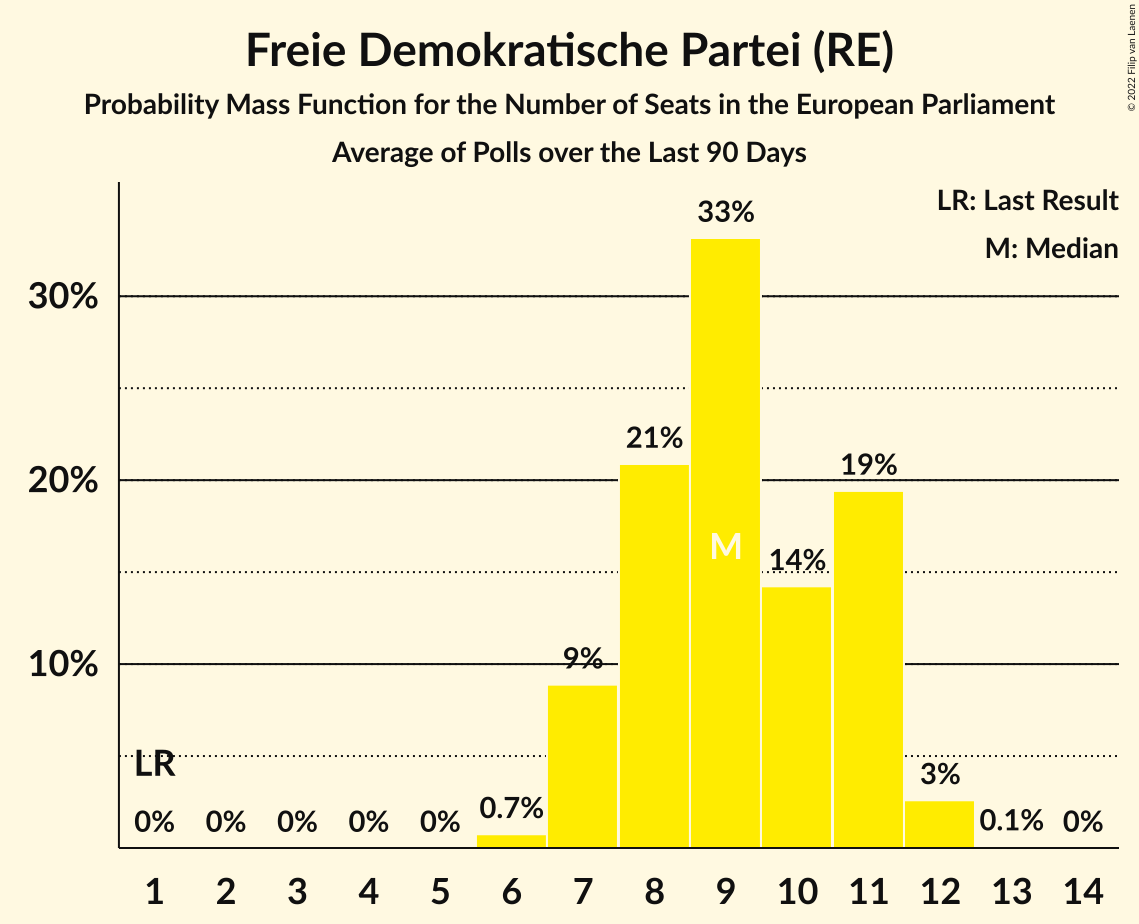 Freie Demokratische Partei (RE)
Probability Mass Function for the Number of Seats in the European Parliament
Average of Polls over the Last 90 Days
© 2022 Filip van Laenen
LR: Last Result
M: Median
33%
30%
21%
20%
19%
M
14%
10%
9%
LR
3%
0% 0% 0% 0% 0% 0.7% 0.1% 0%
1 2 3 4 5 6 7 8 9 10 11 12 13 14